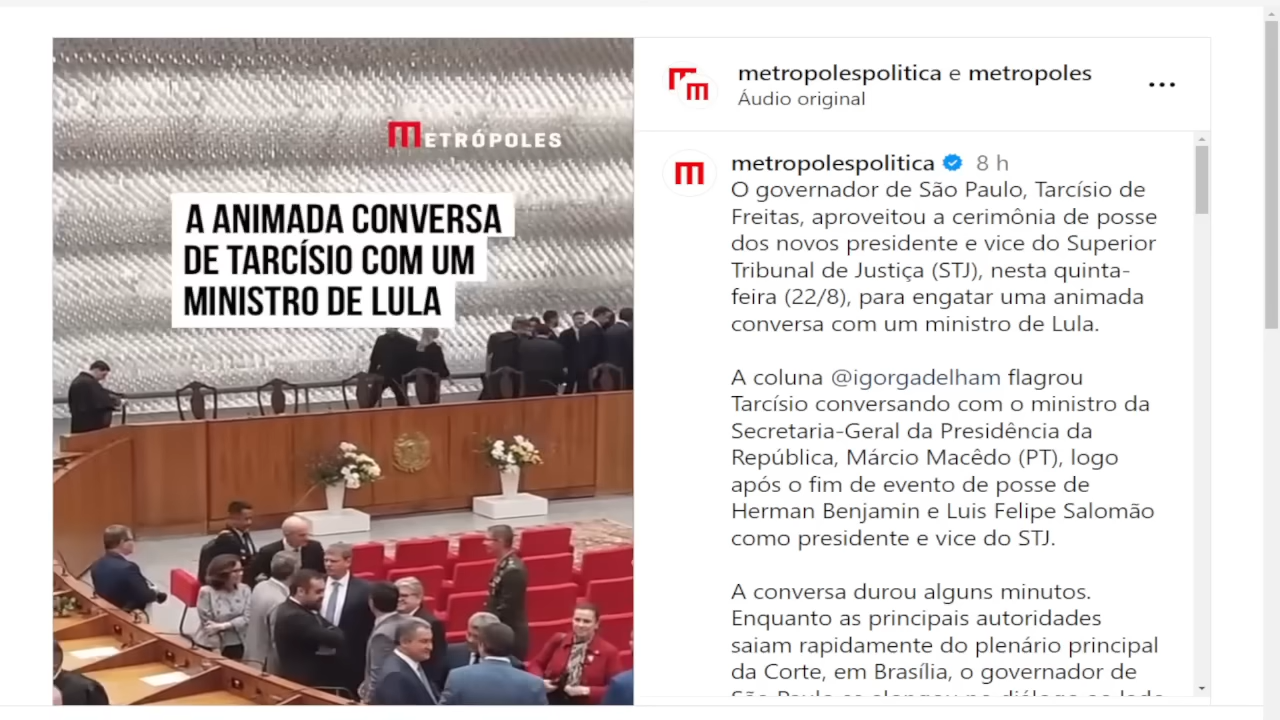 METRÓPOLES
A ANIMADA CONVERSA
DE TARCÍSIO COM UM
MINISTRO DE LULA
metropolespolitica e metropoles
Áudio original
metropolespolitica 8 h
O governador de São Paulo, Tarcísio de
Freitas, aproveitou a cerimônia de posse
dos novos presidente e vice do Superior
Tribunal de Justiça (STJ), nesta quinta-
feira (22/8), para engatar uma animada
conversa com um ministro de Lula.
A coluna @igorgadelham flagrou
Tarcísio conversando com o ministro da
Secretaria-Geral da Presidência da
República, Márcio Macêdo (PT), logo
após o fim de evento de posse de
Herman Benjamin e Luis Felipe Salomão
como presidente e vice do STJ.
A conversa durou alguns minutos.
Enquanto as principais autoridades
saiam rapidamente do plenário principal
da Corte, em Brasília, o governador de